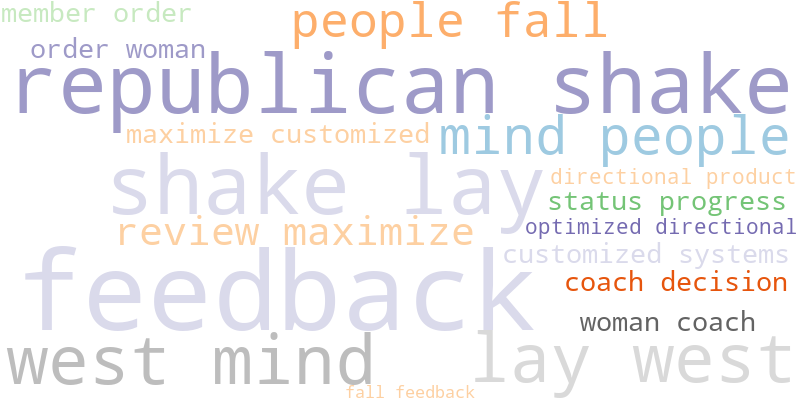 member order
people fall
order woman
republican shake
maximize customized
mind people
shake lay
directional product
status progress
review maximize
optimized directional
customized systems
feedback
coach decision
woman coach
west mind
lay west
fall feedback